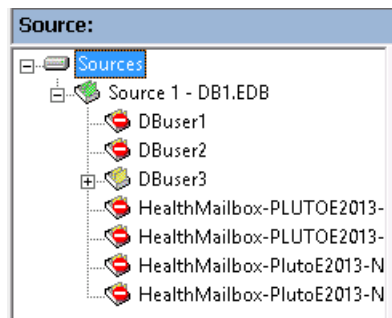 Source:
Sources
Source 1 - DB1.EDB
DBuser1
DBuser2
DBuser3
HealthMailbox-PLUTOE2013-
HealthMailbox-PLUTOE2013-
HealthMailbox-PlutoE2013-N
HealthMailbox-PlutoE2013-N